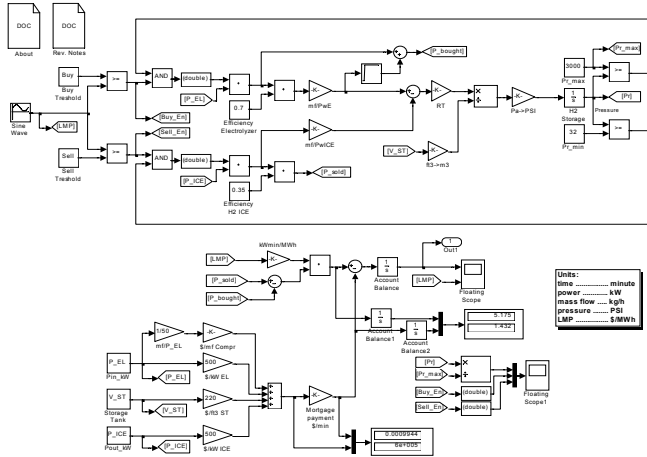 DOC
DOC
About
Rev. Notes
Buy
Buy
Treshold
>=
AND
(double)
[P_EL]
0.7
Efficiency
Electrolyzer
-K-
mf/PwE
[P_bought]
-K-
RT
-K-
Pa->PSI
3000
Pr_max
1
s
H2
Storage
32
Pr_min
>=
>=
[Pr_max]
[Pr]
Pressure
Sine
Wave
[LMP]
[Buy_En]
[Sell_En]
Sell
Sell
Treshold
>=
AND
(double)
[P_ICE]
0.35
Efficiency
H2 ICE
-K-
mf/PwICE
[P_sold]
[V_ST]
-K-
ft3->m3
kWmin/MWh
[LMP]
-K-
[P_sold]
[P_bought]
1
s
Account
Balance
1
Out1
[LMP]
Floating
Scope
1
s
Account
Balance1
1
s
Account
Balance2
5.175
1.432
Units:
time ................ minute
power .............. kW
mass flow ..... kg/h
pressure ....... PSI
LMP ............... $/MWh
1/50
mf/P_EL
-K-
$/mf Compr
P_EL
Pin_kW
[P_EL]
500
$/kW EL
V_ST
Storage
Tank
[V_ST]
220
$/ft3 ST
P_ICE
Pout_kW
[P_ICE]
500
$/kW ICE
-K-
Mortgage
payment
$/min
0.0009944
6e+005
[Pr]
[Pr_max]
[Buy_En]
(double)
[Sell_En]
(double)
Floating
Scope1